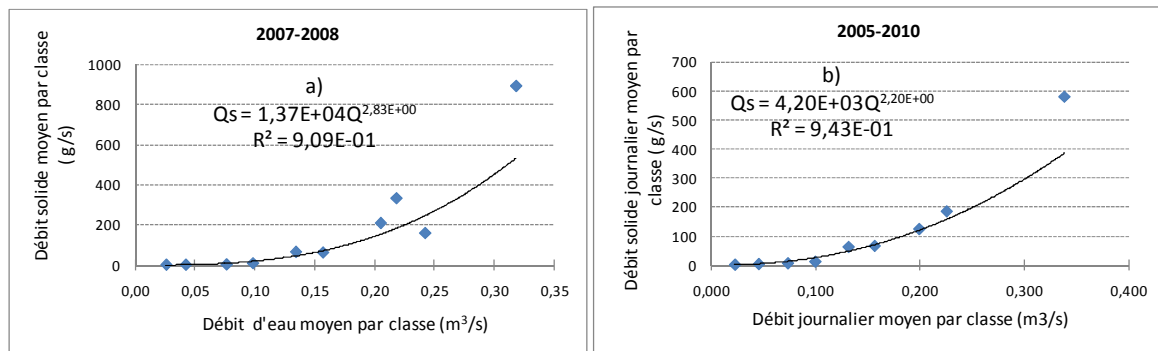 2007-2008
a)
Qs = 1,37E+04Q^2,83E+00
R² = 9,09E-01
Débit solide moyen par classe
( g/s)
1000
800
600
400
200
0
0,00 0,05 0,10 0,15 0,20 0,25 0,30 0,35
Débit d'eau moyen par classe (m³/s)
2005-2010
b)
Qs = 4,20E+03Q^2,20E+00
R² = 9,43E-01
Débit solide journalier moyen par
classe ( g/s)
700
600
500
400
300
200
100
0
0,000 0,100 0,200 0,300 0,400
Débit journalier moyen par classe (m3/s)